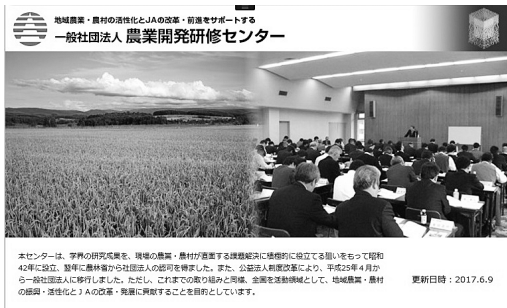 地域農業・農村の活性化とJAの改革・前進をサポートする
一般社団法人 農業開発研修センター
本センターは、学界の研究成果を、現場の農業・農村が直面する課題解決に積極的に役立てる狙いをもって昭和
42年に設立、翌年に農林省から社団法人の認可を得ました。また、公益法人制度改革により、平成25年４月か
ら一般社団法人に移行しました。ただし、これまでの取り組みと同様、全国を活動領域として、地域農業・農村
の振興・活性化とＪＡの改革・発展に貢献することを目的としています。
更新日時：2017.6.9